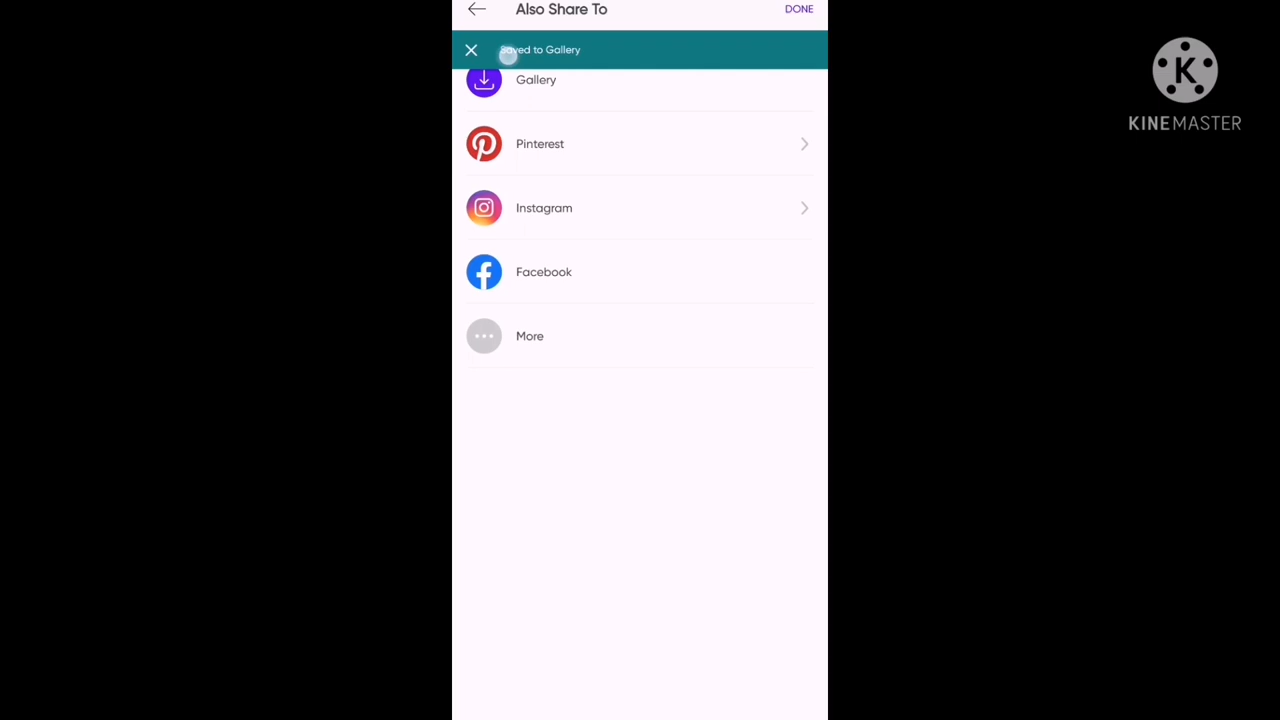 Also Share To
DONE
Saved to Gallery
Gallery
Pinterest
Instagram
Facebook
More
K
KINEMASTER